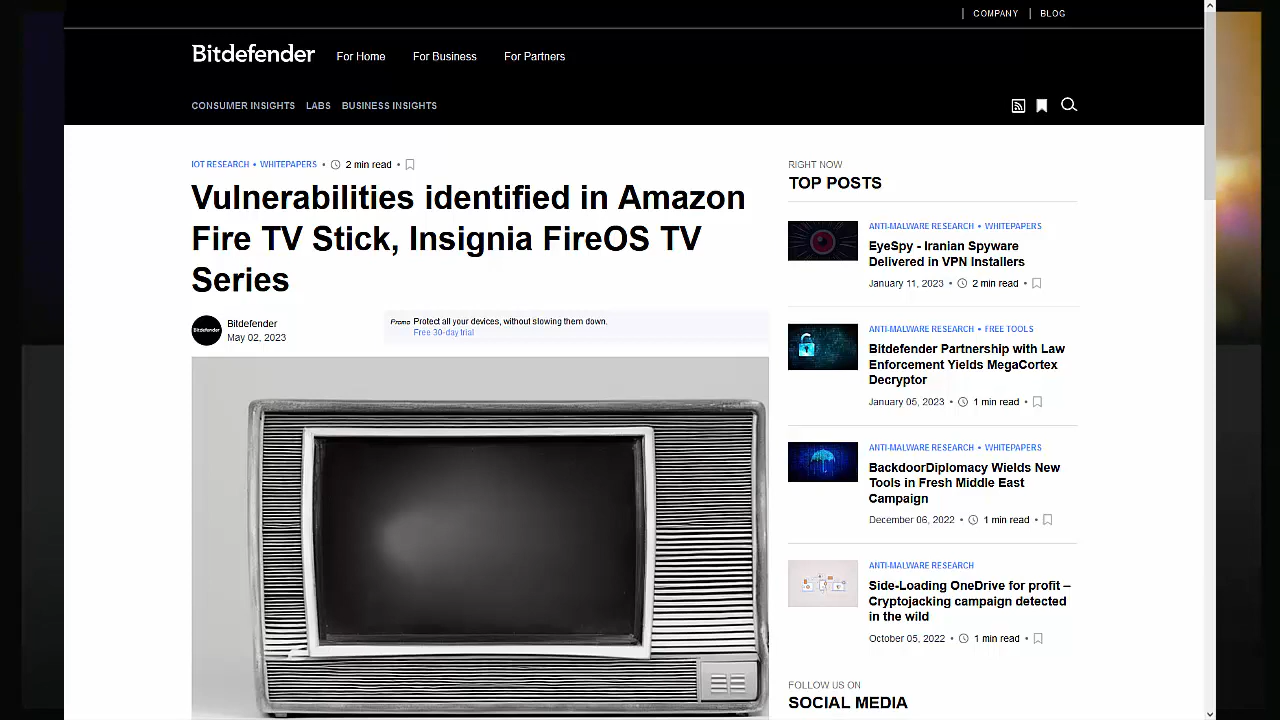 COMPANY
BLOG
Bitdefender
For Home
For Business
For Partners
CONSUMER INSIGHTS
LABS
BUSINESS INSIGHTS
IOT RESEARCH • WHITEPAPERS • 2 min read •
Vulnerabilities identified in Amazon
Fire TV Stick, Insignia FireOS TV
Series
Bitdefender
Bitdefender
May 02, 2023
Promo
Protect all your devices, without slowing them down.
Free 30-day trial
RIGHT NOW
TOP POSTS
ANTI-MALWARE RESEARCH • WHITEPAPERS
EyeSpy - Iranian Spyware
Delivered in VPN Installers
January 11, 2023 • 2 min read •
ANTI-MALWARE RESEARCH • FREE TOOLS
Bitdefender Partnership with Law
Enforcement Yields MegaCortex
Decryptor
January 05, 2023 • 1 min read •
ANTI-MALWARE RESEARCH • WHITEPAPERS
BackdoorDiplomacy Wields New
Tools in Fresh Middle East
Campaign
December 06, 2022 • 1 min read •
ANTI-MALWARE RESEARCH
Side-Loading OneDrive for profit –
Cryptojacking campaign detected
in the wild
October 05, 2022 • 1 min read •
FOLLOW US ON
SOCIAL MEDIA